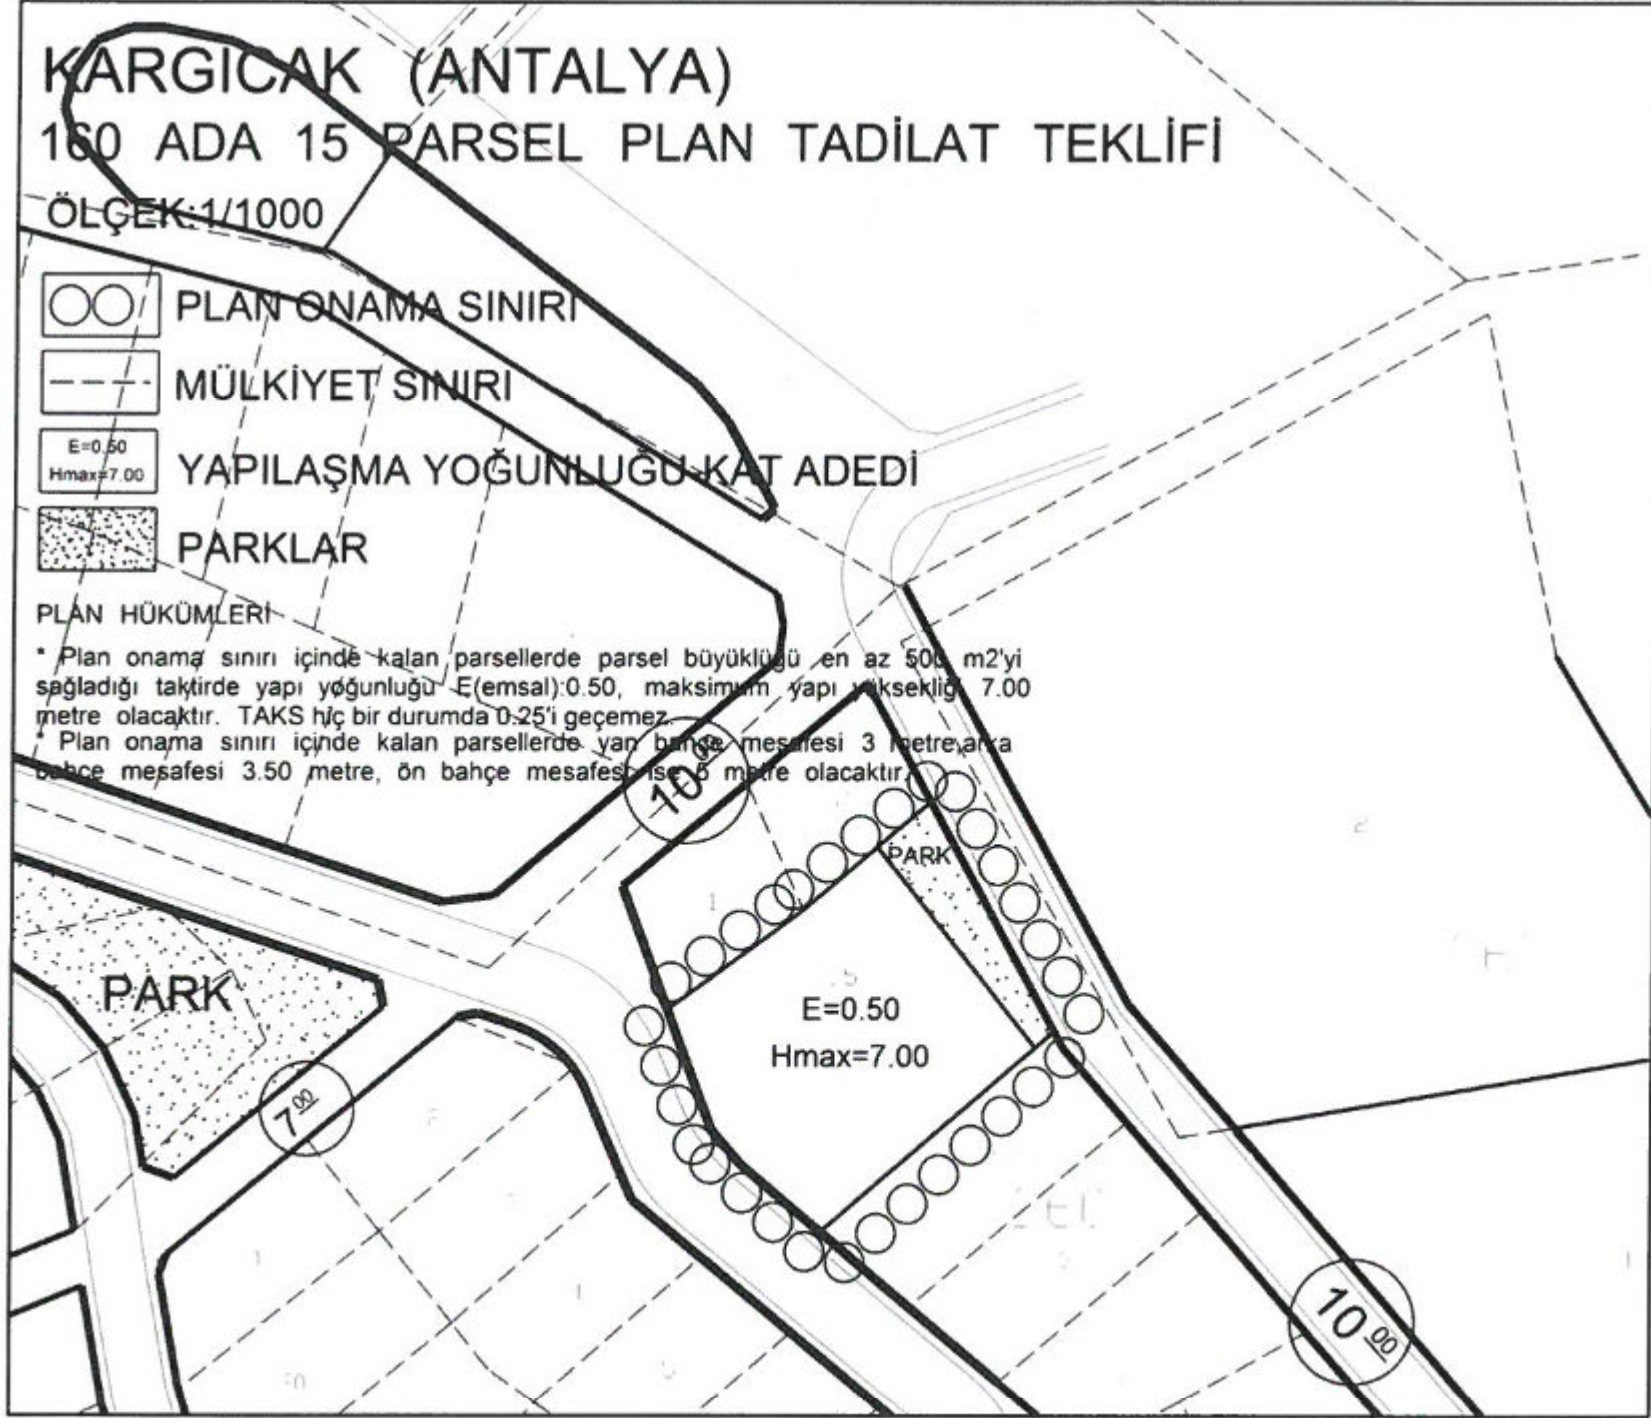 KARGICAK (ANTALYA)
160 ADA 15 PARSEL PLAN TADİLAT TEKLİFİ
ÖLÇEK:1/1000
PLAN ONAMA SINIRI
MÜLKİYET SINIRI
E=0.50
Hmax=7.00
YAPILAŞMA YOĞUNLUĞU-KAT ADEDİ
PARKLAR
PLAN HÜKÜMLERİ
* Plan onama sınırı içinde kalan parsellerde parsel büyüklüğü en az 500 m2'yi
sağladığı taktirde yapı yoğunluğu E(emsal):0.50, maksimum yapı yüksekliği 7.00
metre olacaktır. TAKS hiç bir durumda 0.25'i geçemez.
* Plan onama sınırı içinde kalan parsellerde yan bahçe mesafesi 3 metre,arka
bahçe mesafesi 3.50 metre, ön bahçe mesafesi ise 5 metre olacaktır.
10.00
PARK
PARK
E=0.50
Hmax=7.00
7.00
10.00